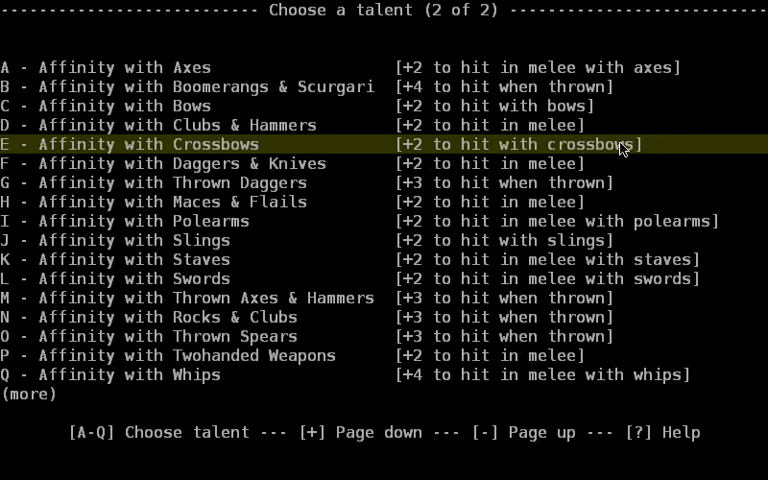 -------------------------- Choose a talent (2 of 2) ---------------------------
A - Affinity with Axes [+2 to hit in melee with axes]
B - Affinity with Boomerangs & Scurgari [+4 to hit when thrown]
C - Affinity with Bows [+2 to hit with bows]
D - Affinity with Clubs & Hammers [+2 to hit in melee]
E - Affinity with Crossbows [+2 to hit with crossbows]
F - Affinity with Daggers & Knives [+2 to hit in melee]
G - Affinity with Thrown Daggers [+3 to hit when thrown]
H - Affinity with Maces & Flails [+2 to hit in melee]
I - Affinity with Polearms [+2 to hit in melee with polearms]
J - Affinity with Slings [+2 to hit with slings]
K - Affinity with Staves [+2 to hit in melee with staves]
L - Affinity with Swords [+2 to hit in melee with swords]
M - Affinity with Thrown Axes & Hammers [+3 to hit when thrown]
N - Affinity with Rocks & Clubs [+3 to hit when thrown]
O - Affinity with Thrown Spears [+3 to hit when thrown]
P - Affinity with Twohanded Weapons [+2 to hit in melee]
Q - Affinity with Whips [+4 to hit in melee with whips]
(more)
[A-Q] Choose talent --- [+] Page down --- [-] Page up --- [?] Help